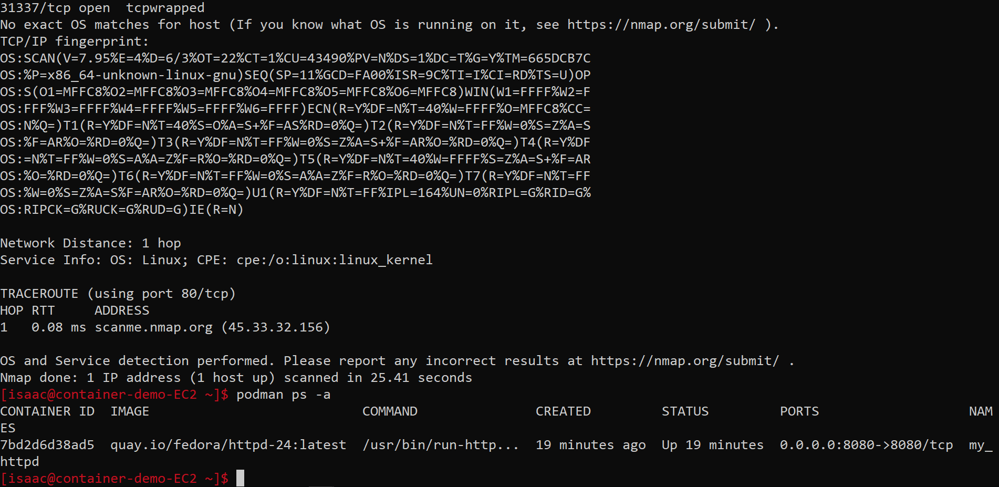 31337/tcp open  tcpwrapped
No exact OS matches for host (If you know what OS is running on it, see https://nmap.org/submit/ ).
TCP/IP fingerprint:
OS:SCAN(V=7.95%E=4%D=6/3%OT=22%CT=1%CU=43490%PV=N%DS=1%DC=T%G=Y%TM=665DCB7C
OS:%P=x86_64-unknown-linux-gnu)SEQ(SP=11%GCD=FA00%ISR=9C%TI=I%CI=RD%TS=U)OP
OS:S(O1=MFFC8%O2=MFFC8%O3=MFFC8%O4=MFFC8%O5=MFFC8%O6=MFFC8)WIN(W1=FFFF%W2=F
OS:FFF%W3=FFFF%W4=FFFF%W5=FFFF%W6=FFFF)ECN(R=Y%DF=N%T=40%W=FFFF%O=MFFC8%CC=
OS:N%Q=)T1(R=Y%DF=N%T=40%S=O%A=S+%F=AS%RD=0%Q=)T2(R=Y%DF=N%T=FF%W=0%S=Z%A=S
OS:%F=AR%O=%RD=0%Q=)T3(R=Y%DF=N%T=FF%W=0%S=Z%A=S+%F=AR%O=%RD=0%Q=)T4(R=Y%DF
OS:=N%T=FF%W=0%S=A%A=Z%F=R%O=%RD=0%Q=)T5(R=Y%DF=N%T=40%W=FFFF%S=Z%A=S+%F=AR
OS:%O=%RD=0%Q=)T6(R=Y%DF=N%T=FF%W=0%S=A%A=Z%F=R%O=%RD=0%Q=)T7(R=Y%DF=N%T=FF
OS:%W=0%S=Z%A=S%F=AR%O=%RD=0%Q=)U1(R=Y%DF=N%T=FF%IPL=164%UN=0%RIPL=G%RID=G%
OS:RIPCK=G%RUCK=G%RUD=G)IE(R=N)

Network Distance: 1 hop
Service Info: OS: Linux; CPE: cpe:/o:linux:linux_kernel

TRACEROUTE (using port 80/tcp)
HOP RTT     ADDRESS
1   0.08 ms scanme.nmap.org (45.33.32.156)

OS and Service detection performed. Please report any incorrect results at https://nmap.org/submit/ .
Nmap done: 1 IP address (1 host up) scanned in 25.41 seconds
[isaac@container-demo-EC2 ~]$ podman ps -a
CONTAINER ID  IMAGE                           COMMAND               CREATED         STATUS         PORTS                   NAM
ES
7bd2d6d38ad5  quay.io/fedora/httpd-24:latest  /usr/bin/run-http...  19 minutes ago  Up 19 minutes  0.0.0.0:8080->8080/tcp  my_
httpd
[isaac@container-demo-EC2 ~]$